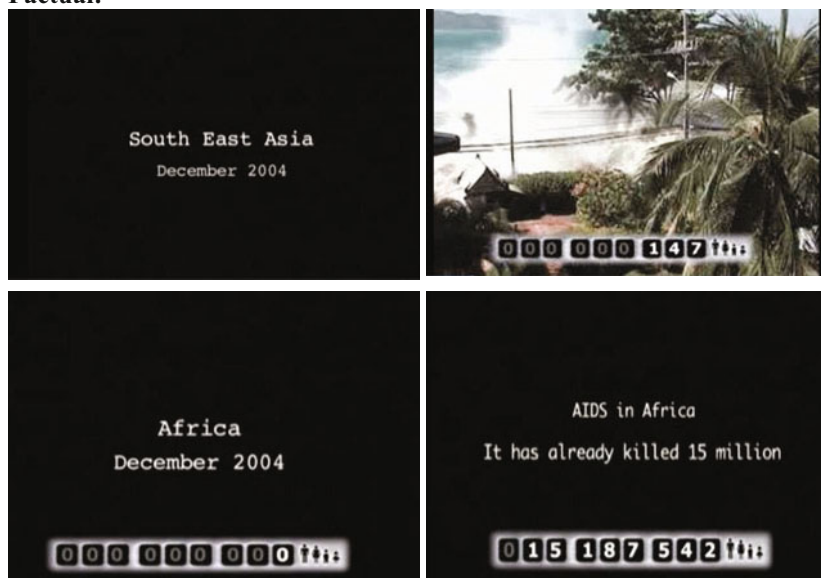 Factual:
South East Asia
December 2004
000 000 147
Africa
December 2004
000 000 000
AIDS in Africa
It has already killed 15 million
015 187 542